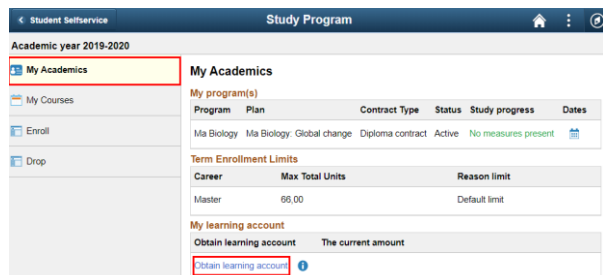 Student Selfservice
Study Program
Academic year 2019-2020
My Academics
My Courses
Enroll
Drop
My Academics
My program(s)
Program Plan Contract Type Status Study progress Dates
Ma Biology Ma Biology: Global change Diploma contract Active No measures present
Term Enrollment Limits
Career Max Total Units Reason limit
Master 66,00 Default limit
My learning account
Obtain learning account The current amount
Obtain learning account